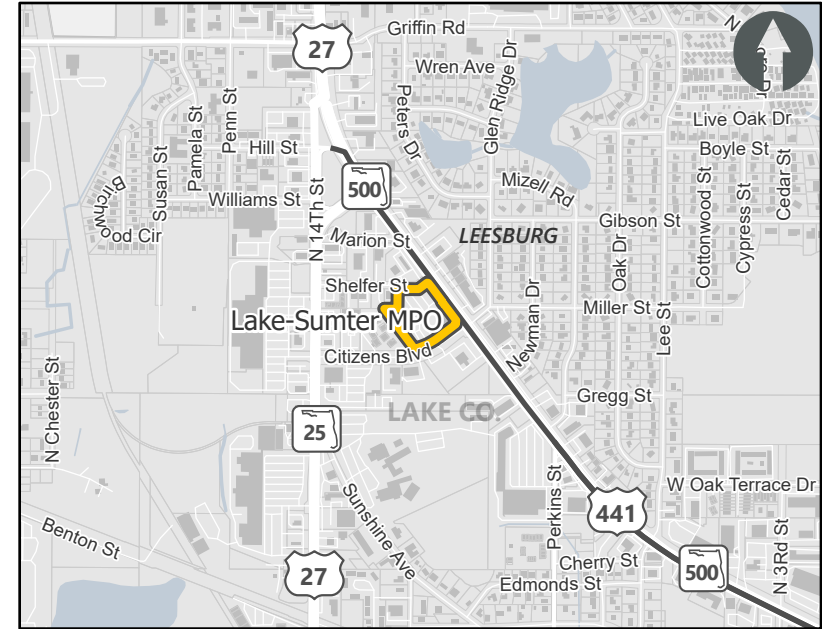 Griffin Rd
27
Wren Ave
Peters Dr
Glen Ridge Dr
N
Live Oak Dr
Boyle St
Susan St
Pamela St
Penn St
Hill St
500
Birchwood Cir
Williams St
N 14Th St
Mizell Rd
Gibson St
Cottonwood St
Cypress St
Cedar St
Marion St
LEESBURG
Oak Dr
Shelfer St
Lake-Sumter MPO
Newman Dr
Miller St
Lee St
Citizens Blvd
N Chester St
Gregg St
LAKE CO.
25
Sunshine Ave
Perkins St
W Oak Terrace Dr
441
Benton St
27
Cherry St
Edmonds St
500
N 3Rd St